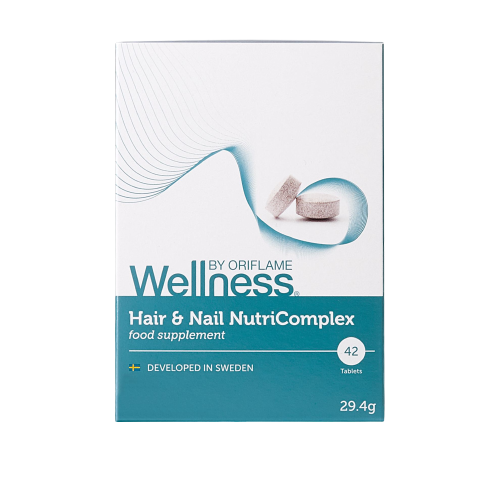 BY ORIFLAME
Wellness®
Hair & Nail NutriComplex
food supplement
42
Tablets
DEVELOPED IN SWEDEN
29.4g